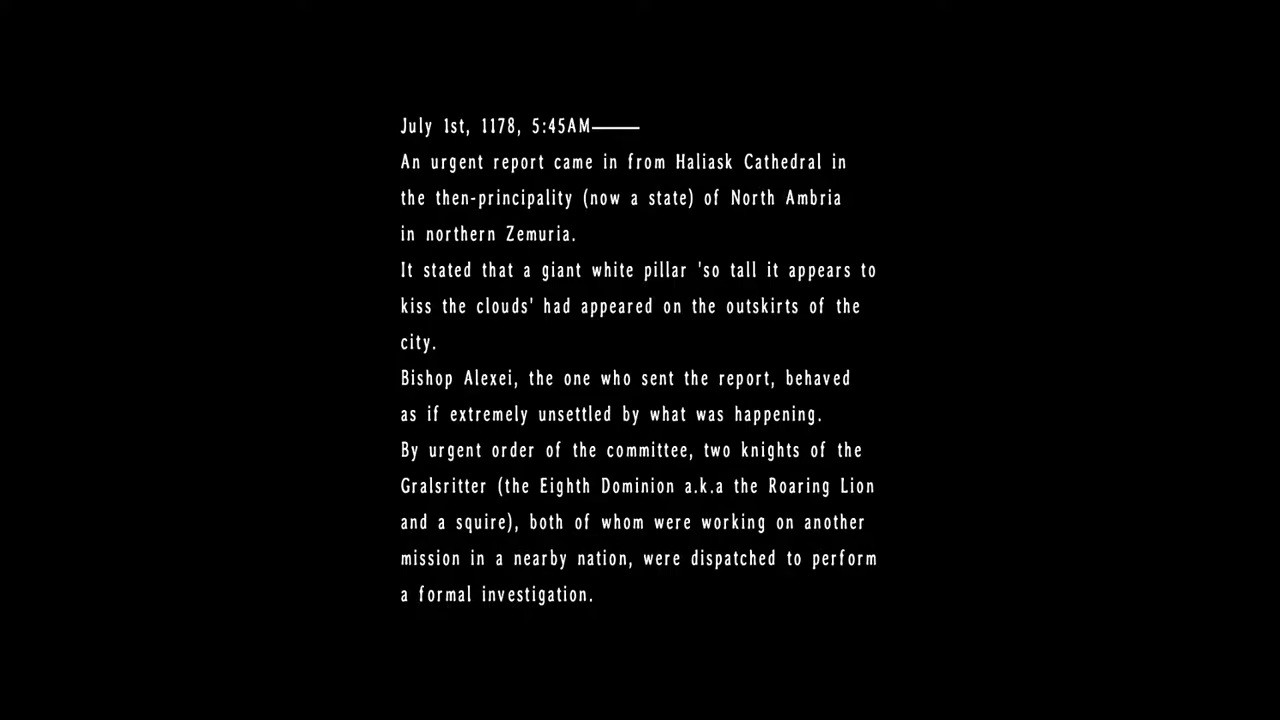 July 1st, 1178, 5:45AM——
An urgent report came in from Haliask Cathedral in
the then-principality (now a state) of North Ambria
in northern Zemuria.
It stated that a giant white pillar 'so tall it appears to
kiss the clouds' had appeared on the outskirts of the
city.
Bishop Alexei, the one who sent the report, behaved
as if extremely unsettled by what was happening.
By urgent order of the committee, two knights of the
Gralsritter (the Eighth Dominion a.k.a the Roaring Lion
and a squire), both of whom were working on another
mission in a nearby nation, were dispatched to perform
a formal investigation.